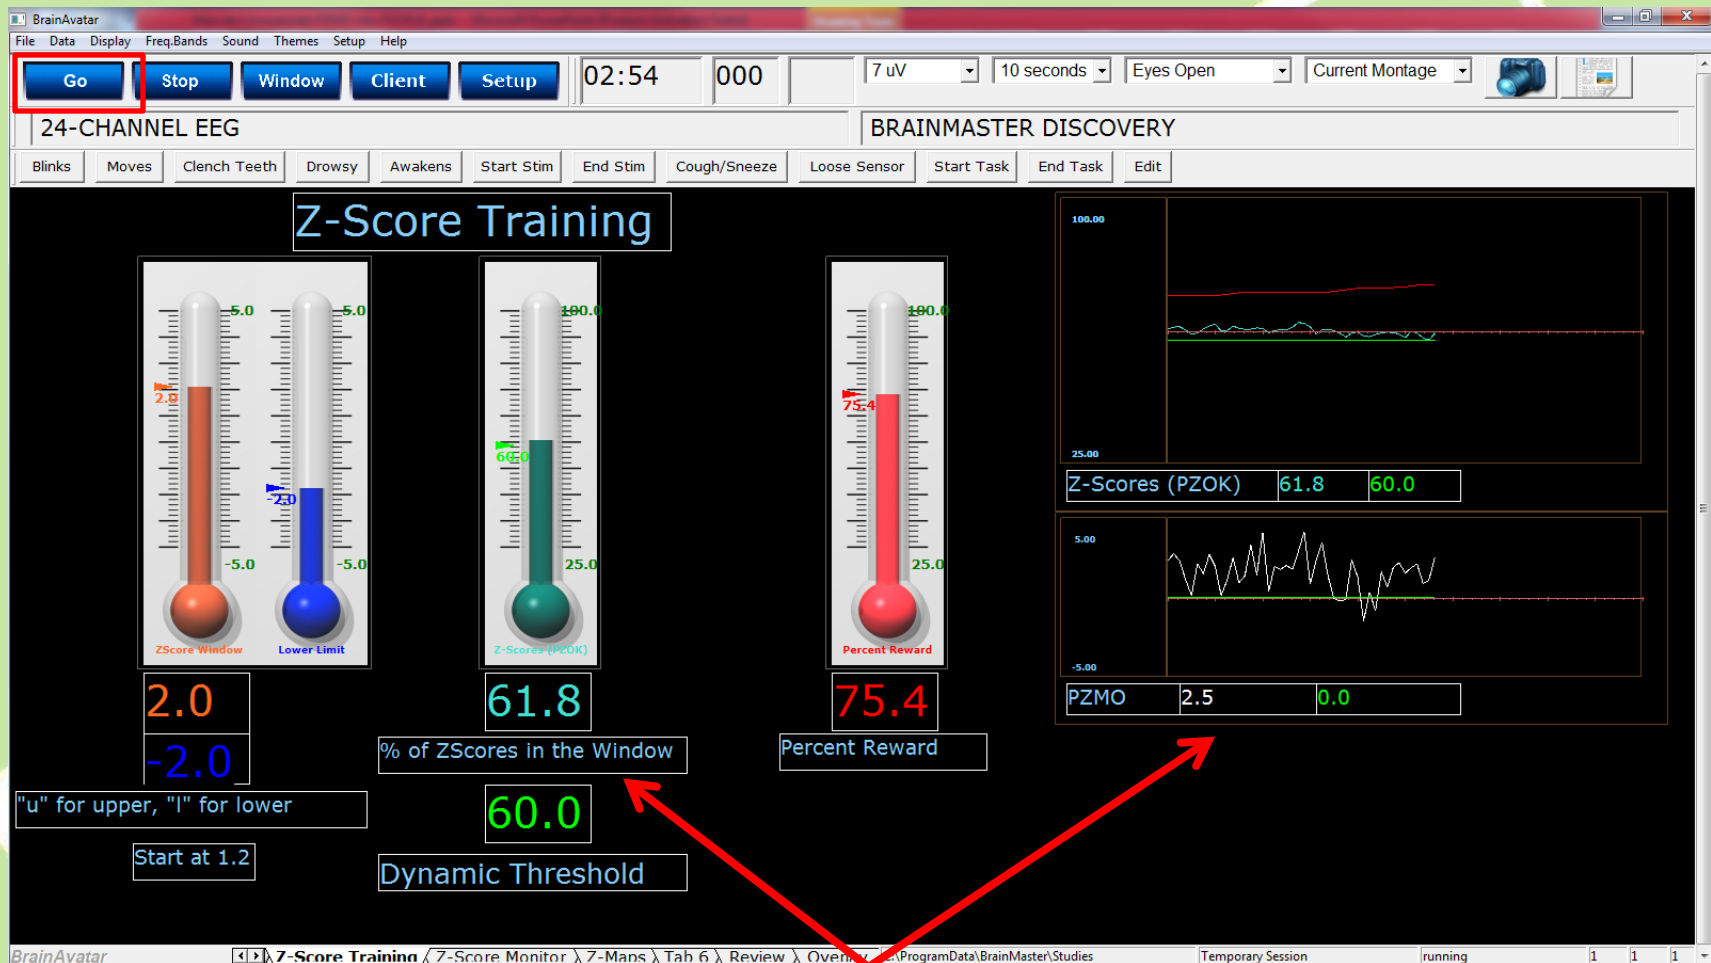 BrainAvatar
File Data Display Freq.Bands Sound Themes Setup Help
Go Stop Window Client Setup 02:54 000 7 uV 10 seconds Eyes Open Current Montage
24-CHANNEL EEG BRAINMASTER DISCOVERY
Blinks Moves Clench Teeth Drowsy Awakens Start Stim End Stim Cough/Sneeze Loose Sensor Start Task End Task Edit
Z-Score Training
5.0 5.0 100.0 100.0
2.0 -2.0 60.0 75.4
-5.0 -5.0 25.0 25.0
ZScore Window Lower Limit Z-Scores (PZOK) Percent Reward
2.0 61.8 75.4
-2.0 % of ZScores in the Window Percent Reward
"u" for upper, "l" for lower 60.0
Start at 1.2 Dynamic Threshold
100.00
25.00
Z-Scores (PZOK) 61.8 60.0
5.00
-5.00
PZMO 2.5 0.0
BrainAvatar Z-Score Training Z-Score Monitor Z-Maps Tab 6 Review :\ProgramData\BrainMaster\Studies Temporary Session running 1 1 1